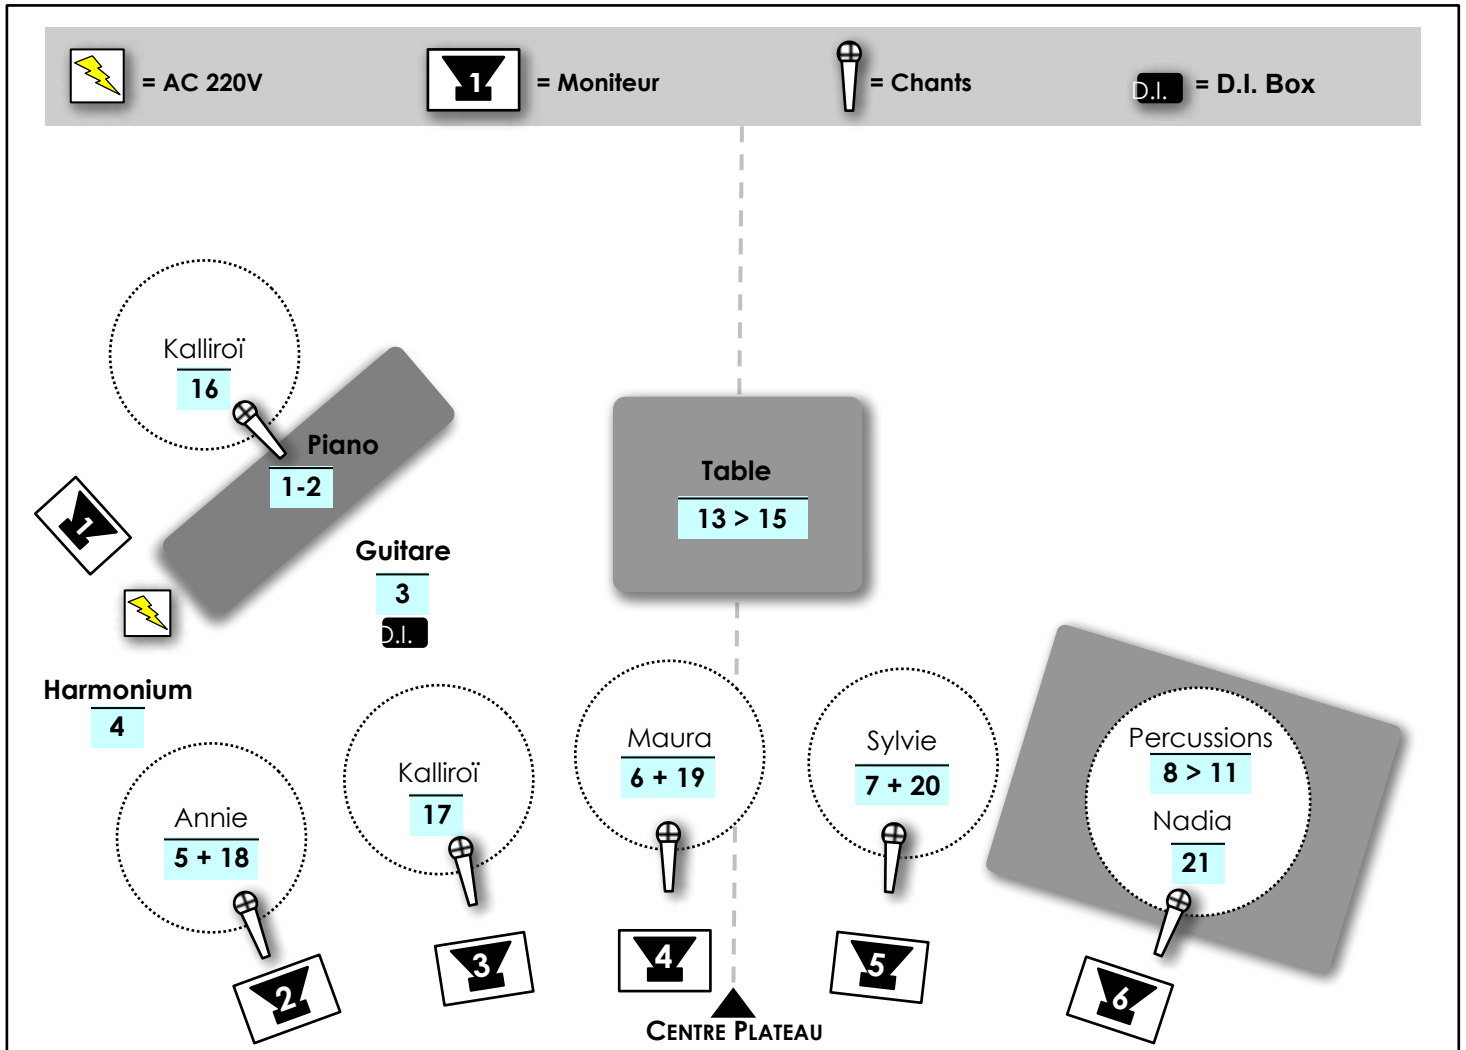 = AC 220V
1
= Moniteur
= Chants
D.I.
= D.I. Box
Kalliroï
16
Piano
1-2
1
Table
13 > 15
Guitare
3
D.I.
Harmonium
4
Annie
5 + 18
Kalliroï
17
Maura
6 + 19
Sylvie
7 + 20
Percussions
8 > 11
Nadia
21
2
3
4
5
6
CENTRE PLATEAU